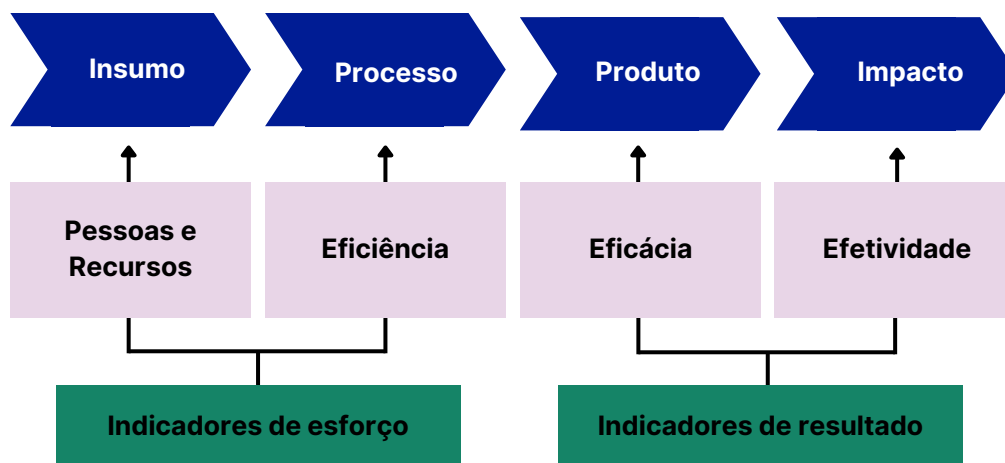 Insumo
Processo
Produto
Impacto
Pessoas e
Recursos
Eficiência
Eficácia
Efetividade
Indicadores de esforço
Indicadores de resultado